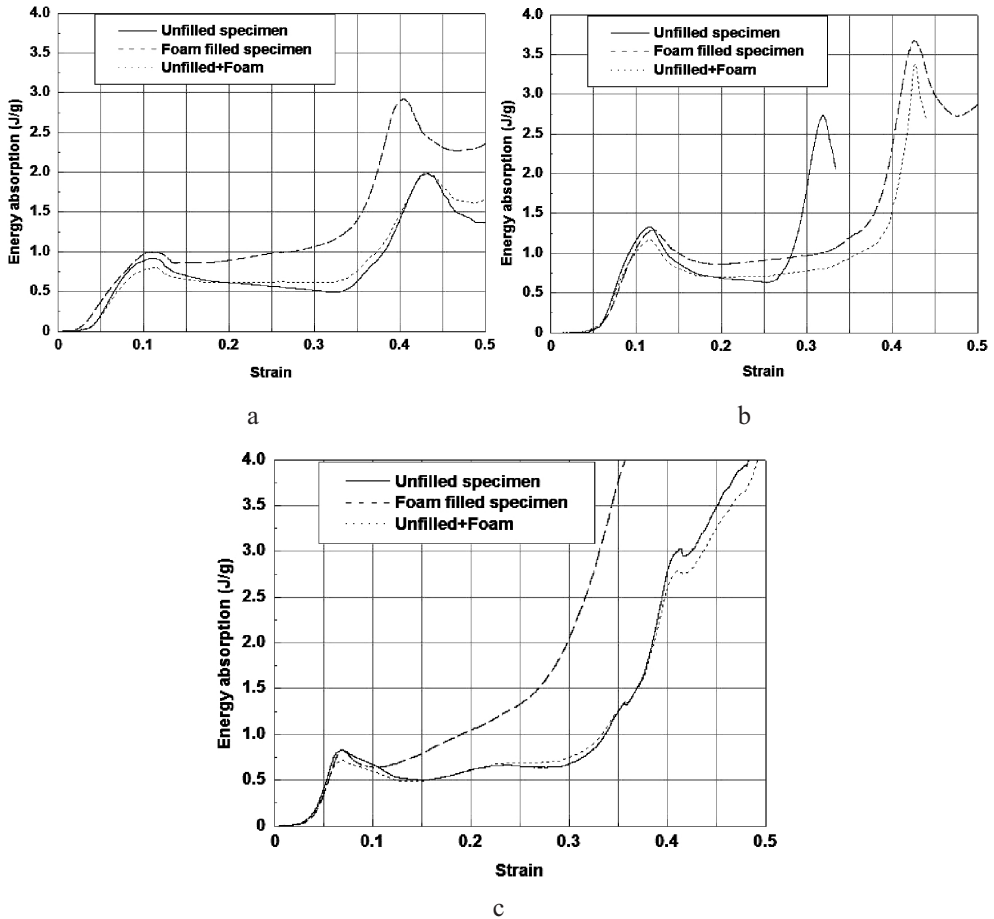 Energy absorption (J/g)
4.0
3.5
3.0
2.5
2.0
1.5
1.0
0.5
0
Unfilled specimen
Foam filled specimen
Unfilled+Foam
0 0.1 0.2 0.3 0.4 0.5
Strain
a
Energy absorption (J/g)
4.0
3.5
3.0
2.5
2.0
1.5
1.0
0.5
0
Unfilled specimen
Foam filled specimen
Unfilled+Foam
0 0.1 0.2 0.3 0.4 0.5
Strain
b
Energy absorption (J/g)
4.0
3.5
3.0
2.5
2.0
1.5
1.0
0.5
0
Unfilled specimen
Foam filled specimen
Unfilled+Foam
0 0.1 0.2 0.3 0.4 0.5
Strain
c